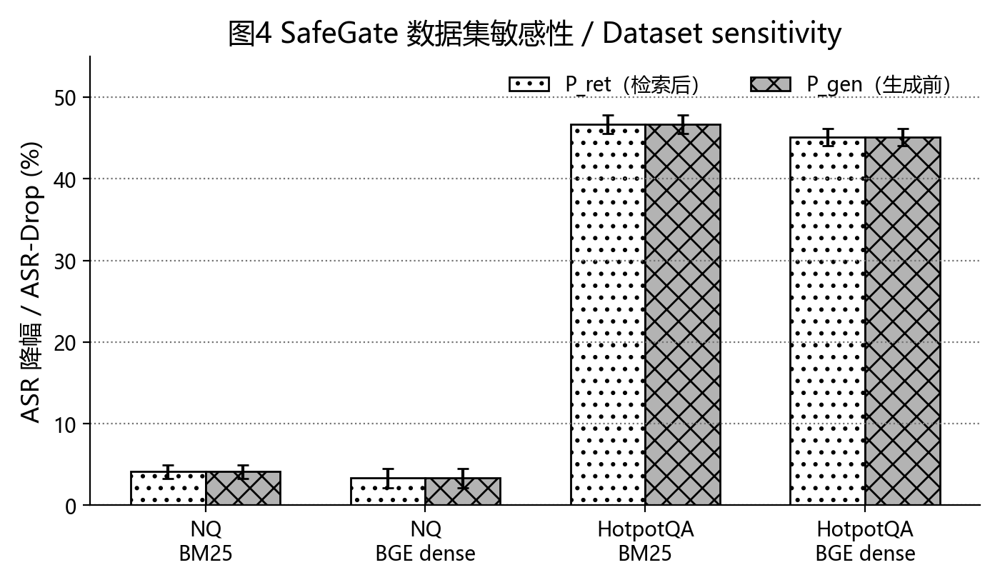 图4 SafeGate 数据集敏感性 / Dataset sensitivity
P_ret（检索后） P_gen（生成前）
ASR 降幅 / ASR-Drop (%)
50
40
30
20
10
0
NQ
BM25
NQ
BGE dense
HotpotQA
BM25
HotpotQA
BGE dense